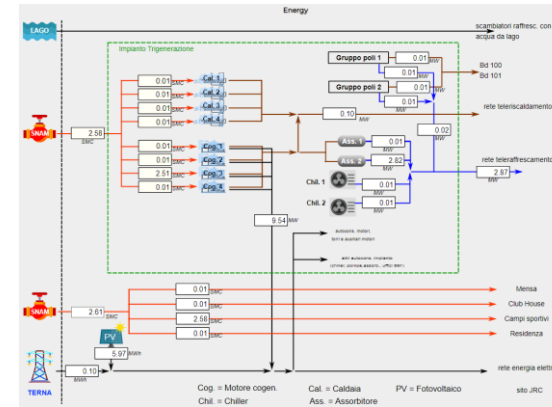 Energy
LAGO
scambiatori raffresc. con
acqua da lago
Impianto Trigenerazione
Gruppo poli 1
0.01
MW
0.01
MW
Bd 100
Bd 101
Gruppo poli 2
0.01
MW
0.01
MW
0.01 SMC
Cal. 1
0.01
Cal. 2
0.01
Cal. 3
0.01
Cal. 4
0.10
MW
rete teleriscaldamento
0.02
MW
SNAM
2.58
SMC
0.01
Cog. 1
0.01
Cog. 2
2.51 SMC
Cog. 3
0.01
Cog. 4
Ass. 1
0.01
MW
Ass. 2
2.82
MW
rete teleraffrescamento
2.87
MW
Chil. 1
0.01
MW
Chil. 2
0.01
MW
9.54 MW
SNAM
2.61
SMC
0.01 SMC
Mensa
0.01 SMC
Club House
2.58 SMC
Campi sportivi
0.01 SMC
Residenza
PV
5.97 MWh
TERNA
0.10
MWh
rete energia elett
Cog. = Motore cogen.
Cal. = Caldaia
PV = Fotovoltaico
sito JRC
Chil. = Chiller
Ass. = Assorbitore